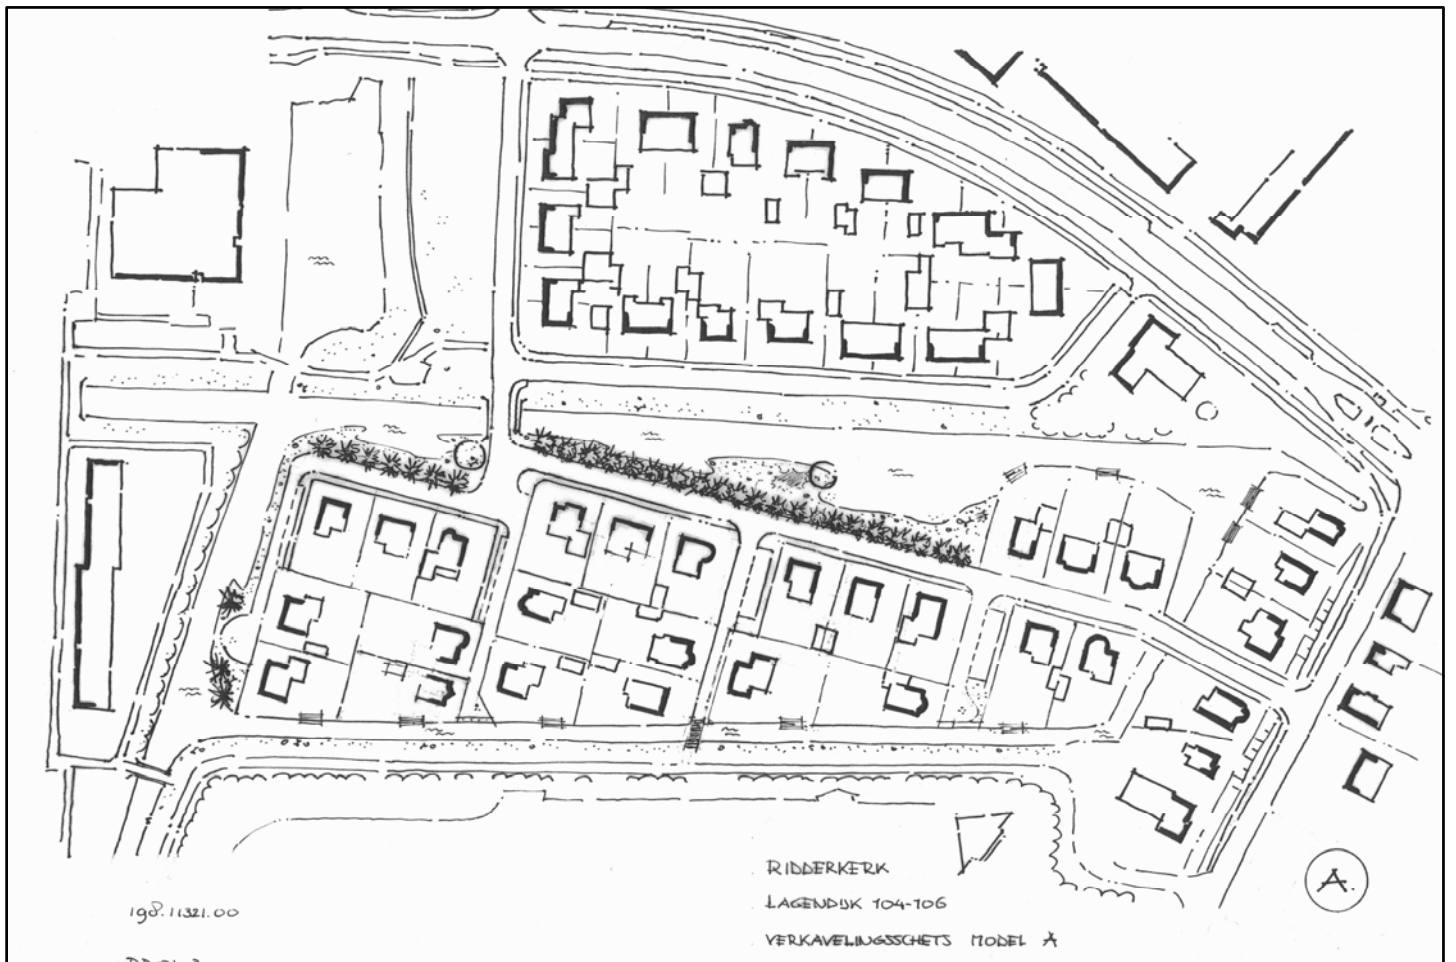 198.11321.00
RIDDERKERK
LAGENDIJK 104-106
VERKAVELINGSSCHETS MODEL A
A.